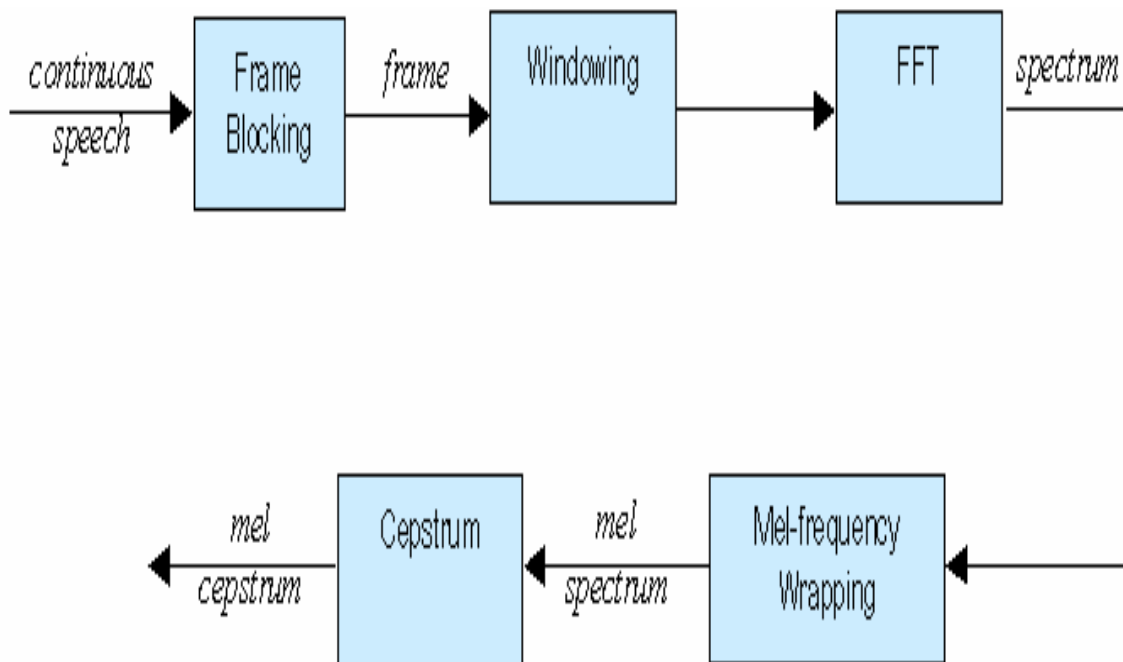 continuous
speech
Frame
Blocking
frame
Windowing
FFT
spectrum
mel
cepstrum
Cepstrum
mel
spectrum
Mel-frequency
Wrapping